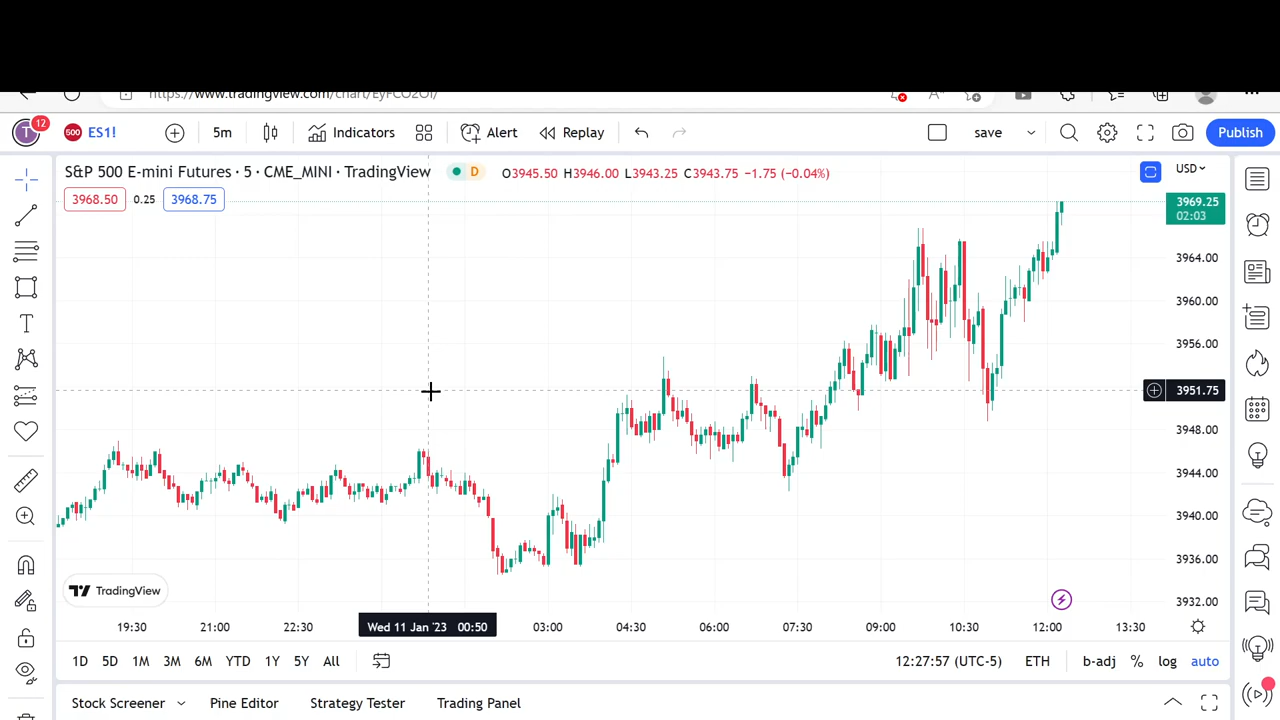 https://www.tradingview.com/chart/EyFCO2OI/
T 12 500 ES1! 5m Indicators Alert Replay save Publish
S&P 500 E-mini Futures · 5 · CME_MINI · TradingView D O3945.50 H3946.00 L3943.25 C3943.75 −1.75 (−0.04%) USD
3968.50 0.25 3968.75
3969.25
02:03
3964.00
3960.00
3956.00
3951.75
3948.00
3944.00
3940.00
3936.00
3932.00
TradingView
19:30 21:00 22:30 Wed 11 Jan '23 00:50 03:00 04:30 06:00 07:30 09:00 10:30 12:00 13:30
1D 5D 1M 3M 6M YTD 1Y 5Y All 12:27:57 (UTC-5) ETH b-adj % log auto
Stock Screener Pine Editor Strategy Tester Trading Panel